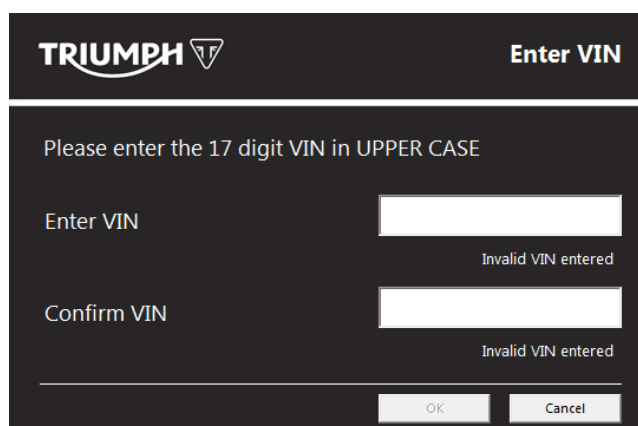 TRIUMPH
Enter VIN
Please enter the 17 digit VIN in UPPER CASE
Enter VIN
Invalid VIN entered
Confirm VIN
Invalid VIN entered
OK Cancel